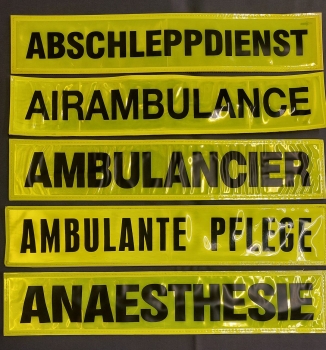 ABSCHLEPPDIENST
AIRAMBULANCE
AMBULANCIER
AMBULANTE PFLEGE
ANAESTHESIE